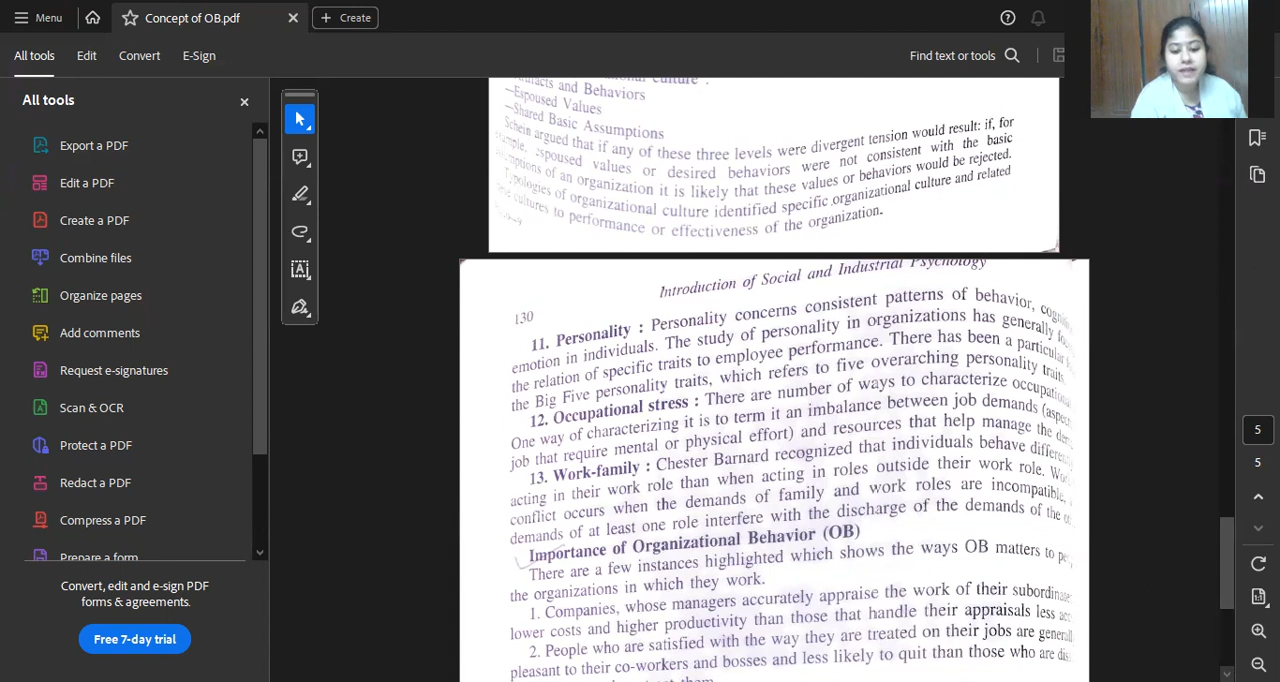 Menu
Concept of OB.pdf
Create
All tools
Edit
Convert
E-Sign
Find text or tools
All tools
Export a PDF
Edit a PDF
Create a PDF
Combine files
Organize pages
Add comments
Request e-signatures
Scan & OCR
Protect a PDF
Redact a PDF
Compress a PDF
Prepare a form
Convert, edit and e-sign PDF
forms & agreements.
Free 7-day trial
culture :
and Behaviors
–Espoused Values
–Shared Basic Assumptions
Schein argued that if any of these three levels were divergent tension would result: if, for
espoused values or desired behaviors were not consistent with the basic
of an organization it is likely that these values or behaviors would be rejected.
Typologies of organizational culture identified specific organizational culture and related
cultures to performance or effectiveness of the organization.
Introduction of Social and Industrial Psychology
130
11. Personality : Personality concerns consistent patterns of behavior,
emotion in individuals. The study of personality in organizations has generally
the relation of specific traits to employee performance. There has been a particular
the Big Five personality traits, which refers to five overarching personality traits.
12. Occupational stress : There are number of ways to characterize
One way of characterizing it is to term it an imbalance between job demands
job that require mental or physical effort) and resources that help manage the
13. Work-family : Chester Barnard recognized that individuals behave
acting in their work role than when acting in roles outside their work role.
conflict occurs when the demands of family and work roles are incompatible,
demands of at least one role interfere with the discharge of the demands of the
Importance of Organizational Behavior (OB)
There are a few instances highlighted which shows the ways OB matters to
the organizations in which they work.
1. Companies, whose managers accurately appraise the work of their
lower costs and higher productivity than those that handle their appraisals less
2. People who are satisfied with the way they are treated on their jobs are
pleasant to their co-workers and bosses and less likely to quit than those who are
5
5